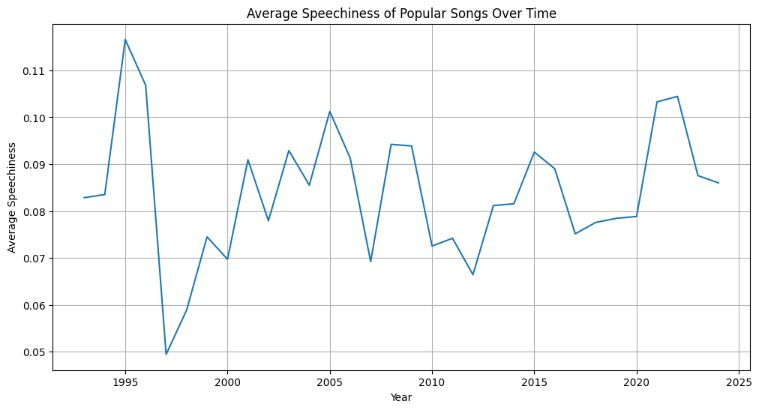 Average Speechiness of Popular Songs Over Time
0.11
0.10
0.09
0.08
0.07
0.06
0.05
Average Speechiness
1995 2000 2005 2010 2015 2020 2025
Year